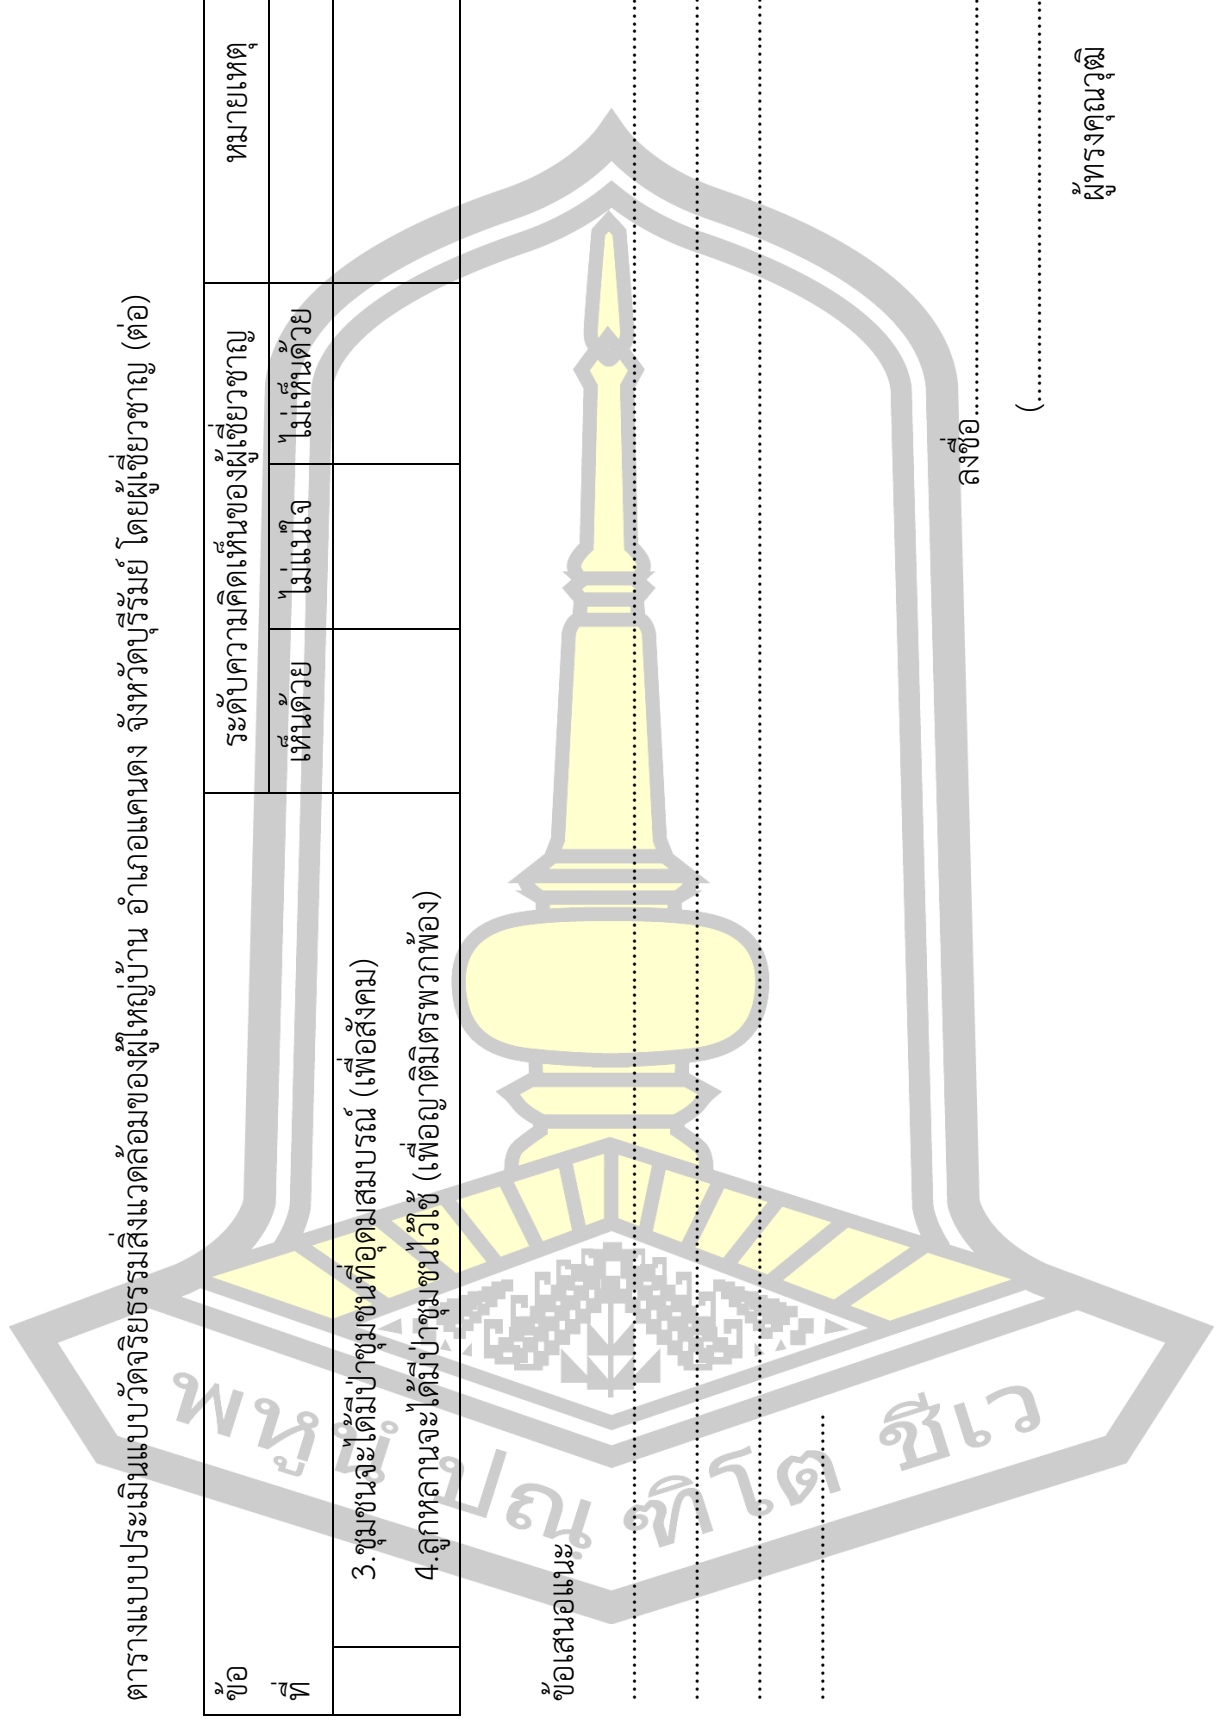 ตารางแบบประเมินแบบวัดจริยธรรมสิ่งแวดล้อมของผู้ใหญ่บ้าน อำเภอแคนดง จังหวัดบุรีรัมย์ โดยผู้เชี่ยวชาญ (ต่อ)
ข้อ
ที่
ระดับความคิดเห็นของผู้เชี่ยวชาญ
หมายเหตุ
เห็นด้วย
ไม่แน่ใจ
ไม่เห็นด้วย
3.ชุมชนจะได้มีป่าชุมชนที่อุดมสมบรณ์ (เพื่อสังคม)
4.ลูกหลานจะได้มีป่าชุมชนไว้ใช้ (เพื่อญาติมิตรพวกพ้อง)
ข้อเสนอแนะ
ลงชื่อ
(
ผู้ทรงคุณวุฒิ
พหูนํ ปณฺฑิโต ชีเว